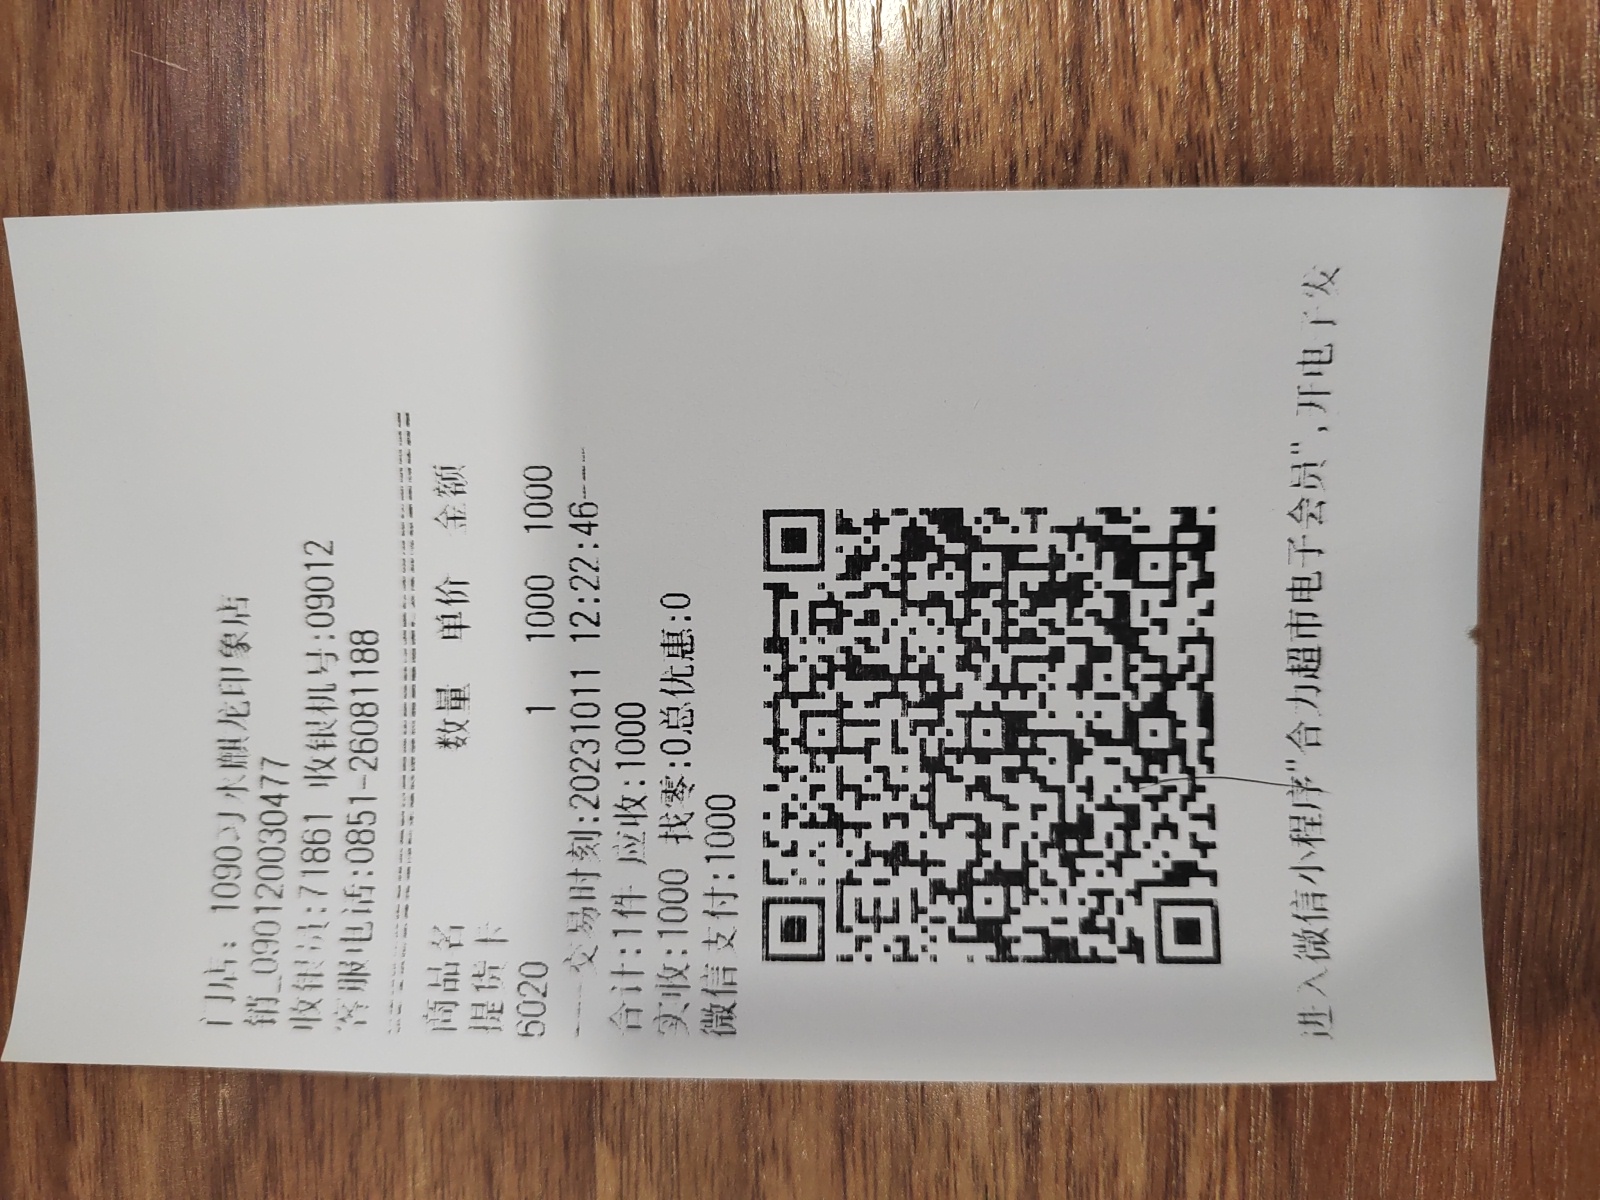 门店: 1090习水麒龙印象店
销_090120030477
收银员:71861 收银机号:09012
客服电话:0851-26081188
商品名 数量 单价 金额
提货卡
6020 1 1000 1000
----交易时刻:20231011 12:22:46----
合计:1件 应收:1000
实收:1000 找零:0总优惠:0
微信支付:1000
进入微信小程序"合力超市电子会员",开电子发